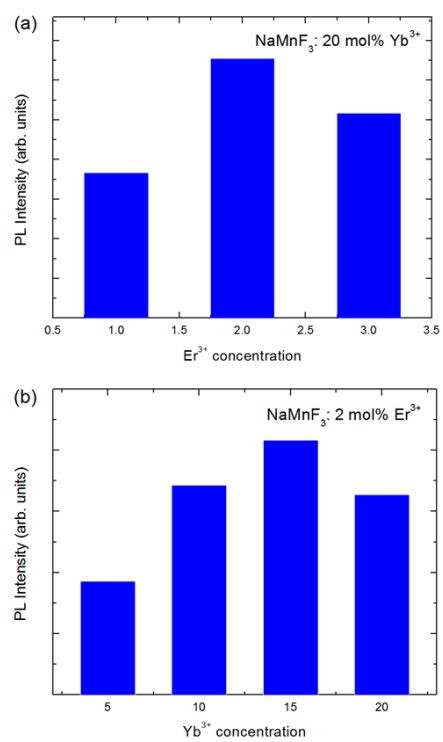 (a)
NaMnF₃: 20 mol% Yb³⁺
PL Intensity (arb. units)
0.5 1.0 1.5 2.0 2.5 3.0 3.5
Er³⁺ concentration
(b)
NaMnF₃: 2 mol% Er³⁺
PL Intensity (arb. units)
5 10 15 20
Yb³⁺ concentration